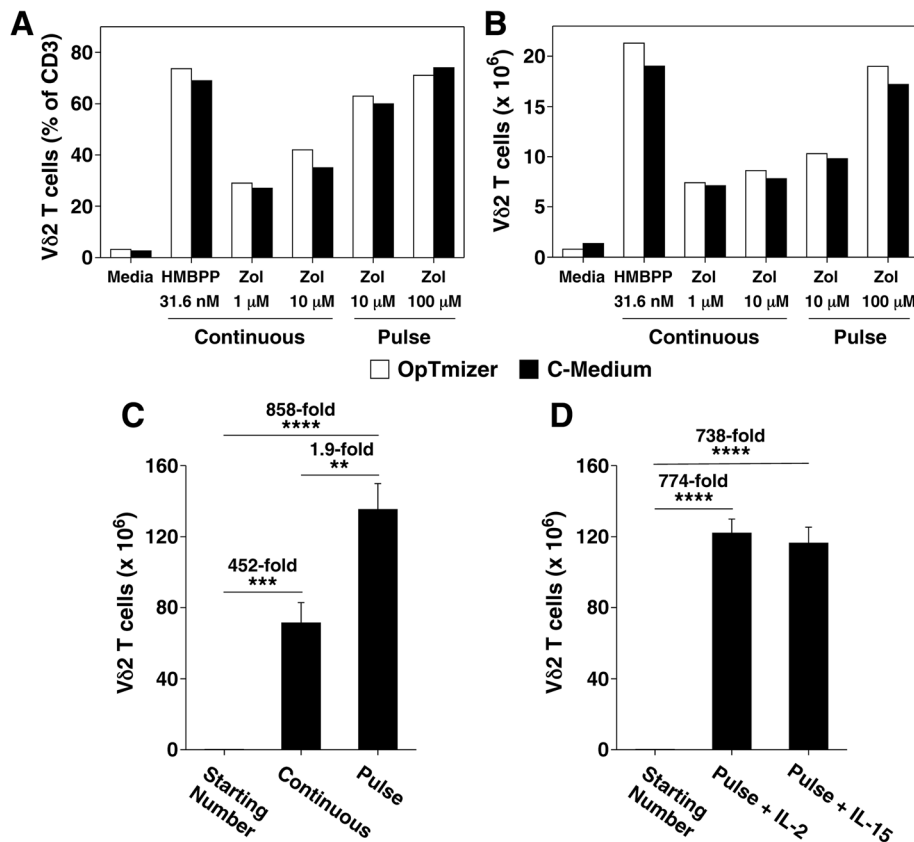 A
Vδ2 T cells (% of CD3)
80
60
40
20
0
Media HMBPP Zol Zol Zol Zol
31.6 nM 1 μM 10 μM 10 μM 100 μM
Continuous Pulse
B
Vδ2 T cells (x 10⁶)
20
15
10
5
0
Media HMBPP Zol Zol Zol Zol
31.6 nM 1 μM 10 μM 10 μM 100 μM
Continuous Pulse
OpTmizer C-Medium
C
858-fold
****
1.9-fold
**
452-fold
***
Vδ2 T cells (x 10⁶)
160
120
80
40
0
Starting Number
Continuous
Pulse
D
738-fold
****
774-fold
****
Vδ2 T cells (x 10⁶)
160
120
80
40
0
Starting Number
Pulse + IL-2
Pulse + IL-15